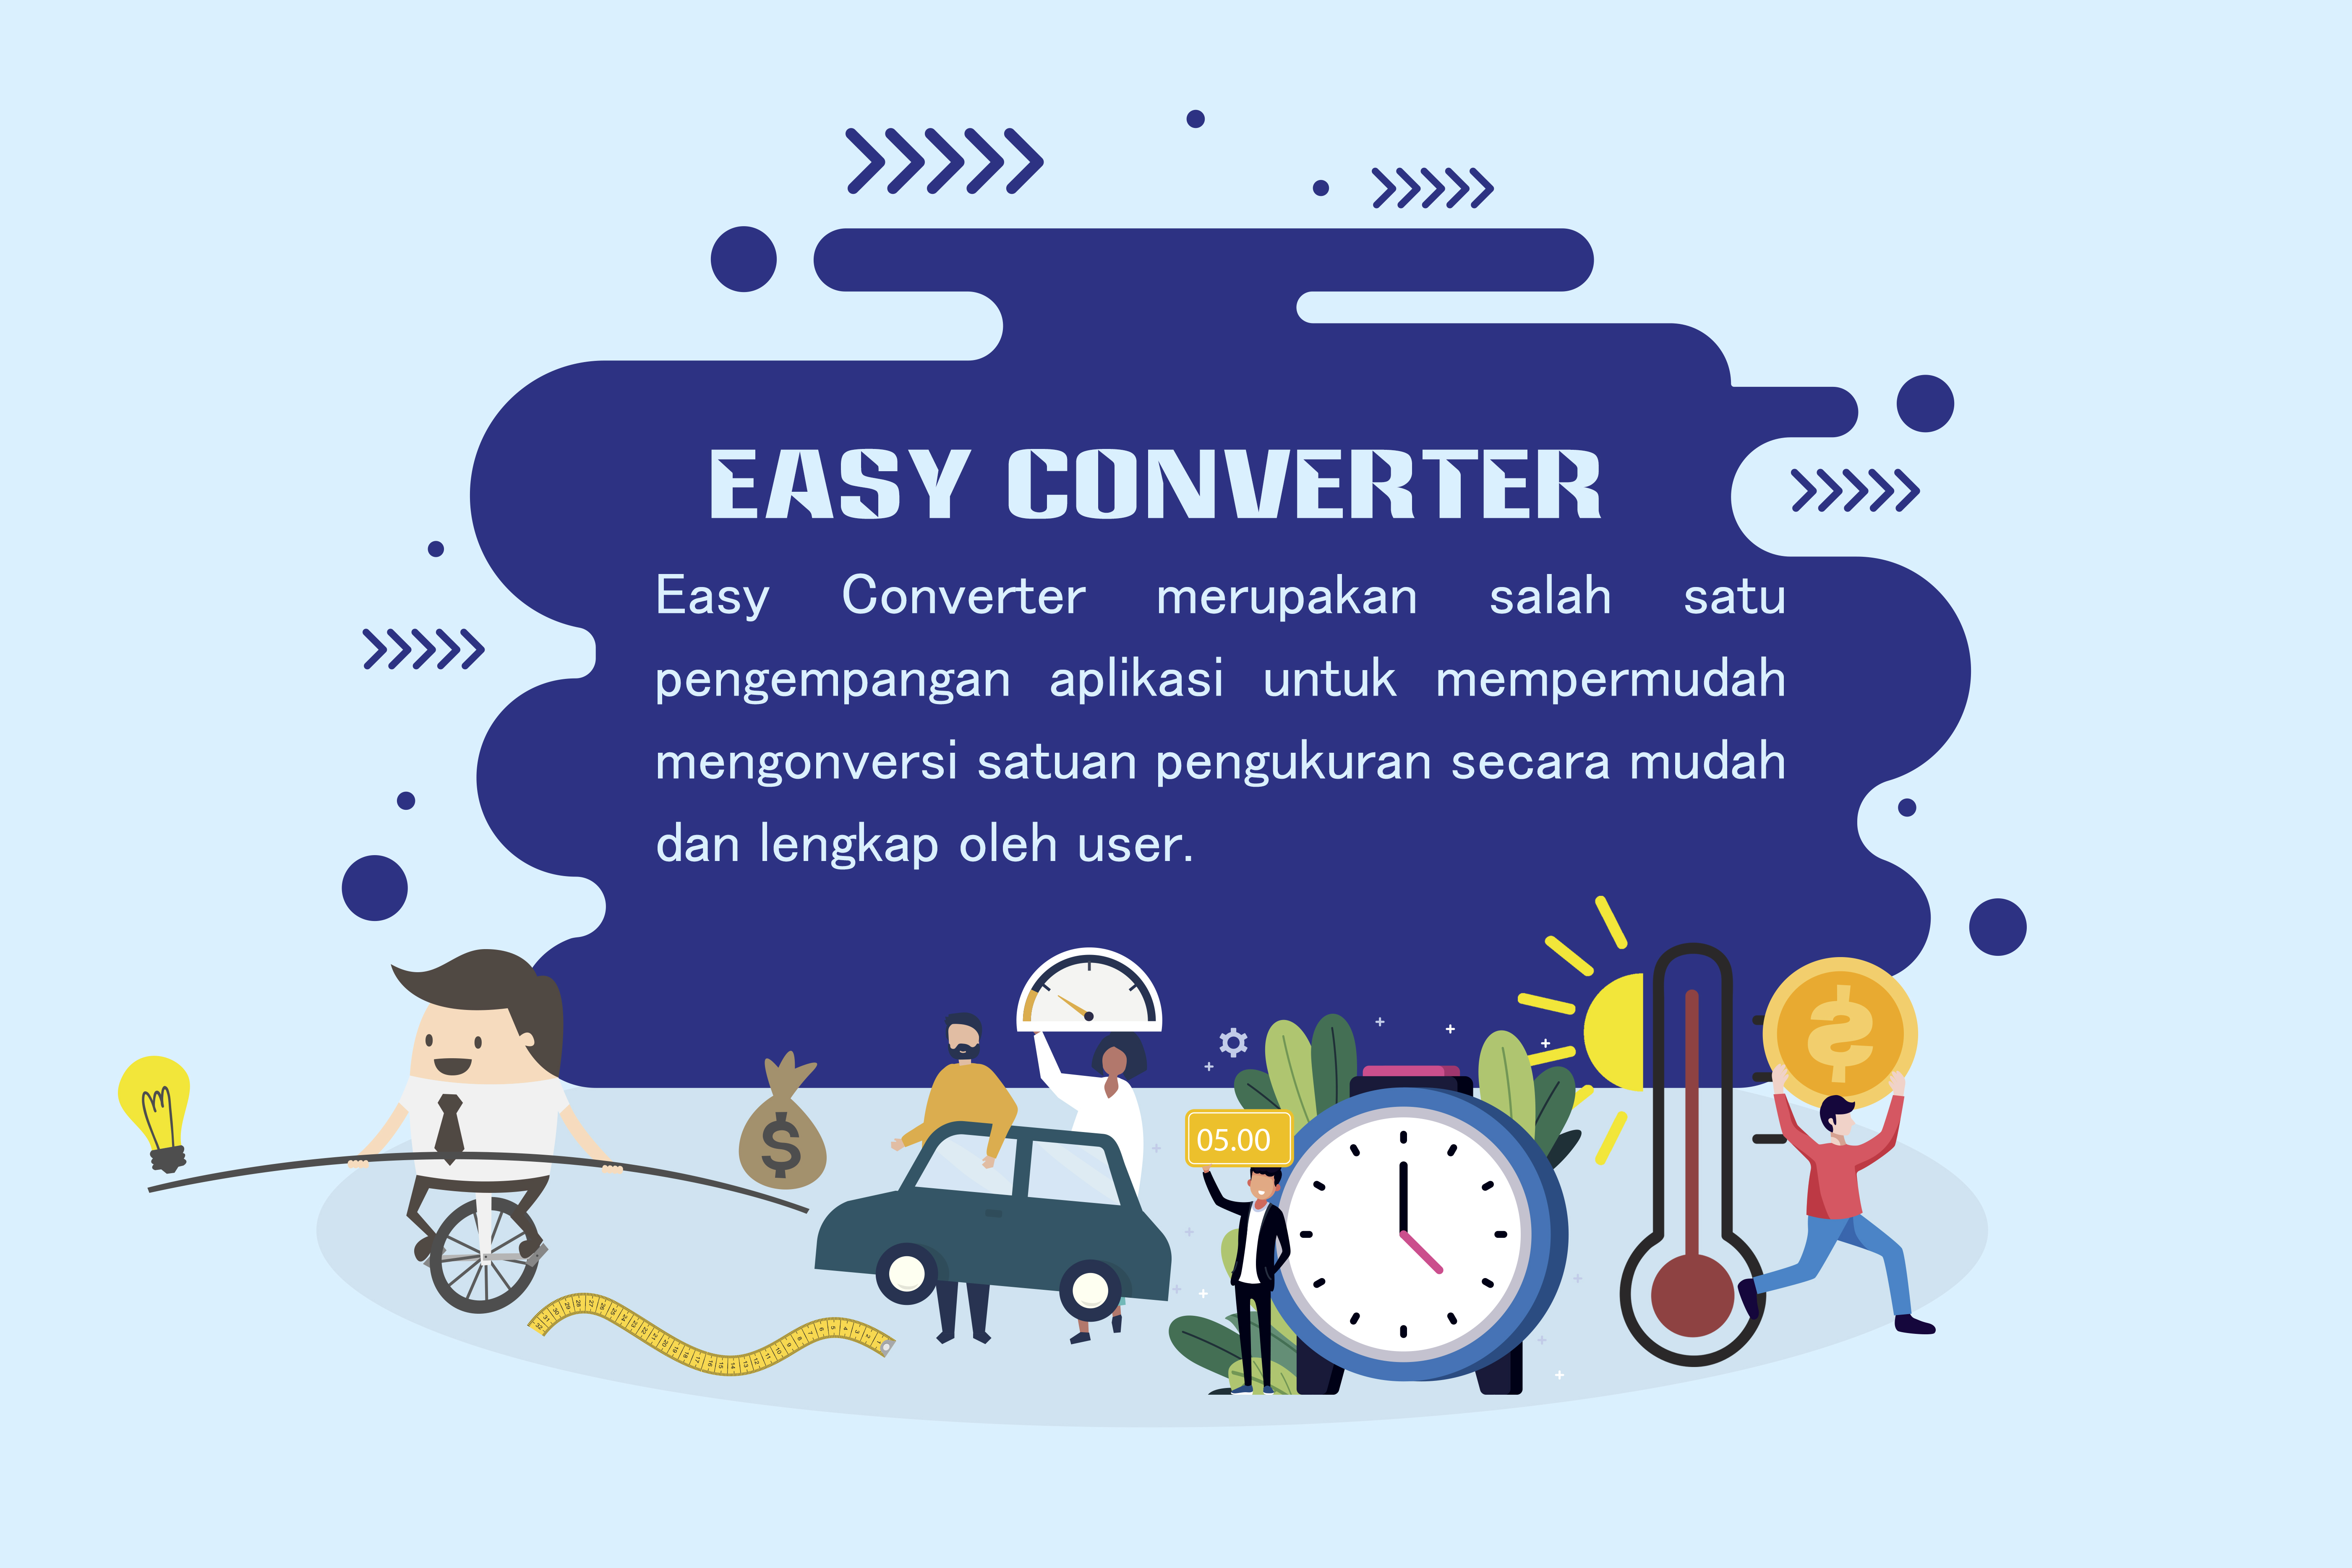 EASY CONVERTER
Easy Converter merupakan salah satu
pengempangan aplikasi untuk mempermudah
mengonversi satuan pengukuran secara mudah
dan lengkap oleh user.
$
05.00